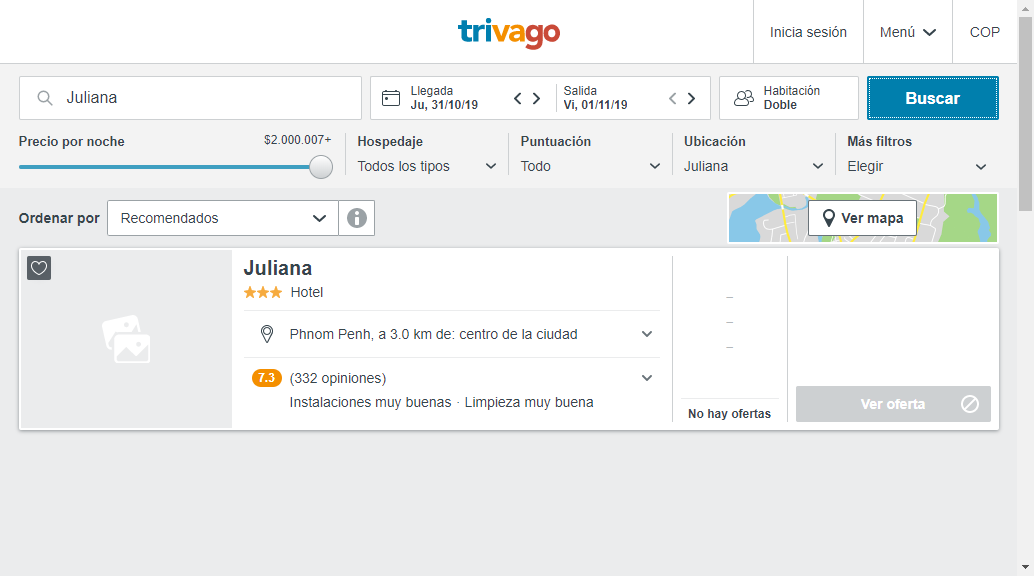 trivago
Inicia sesión
Menú
COP
Juliana
Llegada
Ju, 31/10/19
Salida
Vi, 01/11/19
Habitación
Doble
Buscar
Precio por noche
$2.000.007+
Hospedaje
Todos los tipos
Puntuación
Todo
Ubicación
Juliana
Más filtros
Elegir
Ordenar por
Recomendados
Ver mapa
Juliana
Hotel
Phnom Penh, a 3.0 km de: centro de la ciudad
7.3 (332 opiniones)
Instalaciones muy buenas · Limpieza muy buena
–
–
–
No hay ofertas
Ver oferta